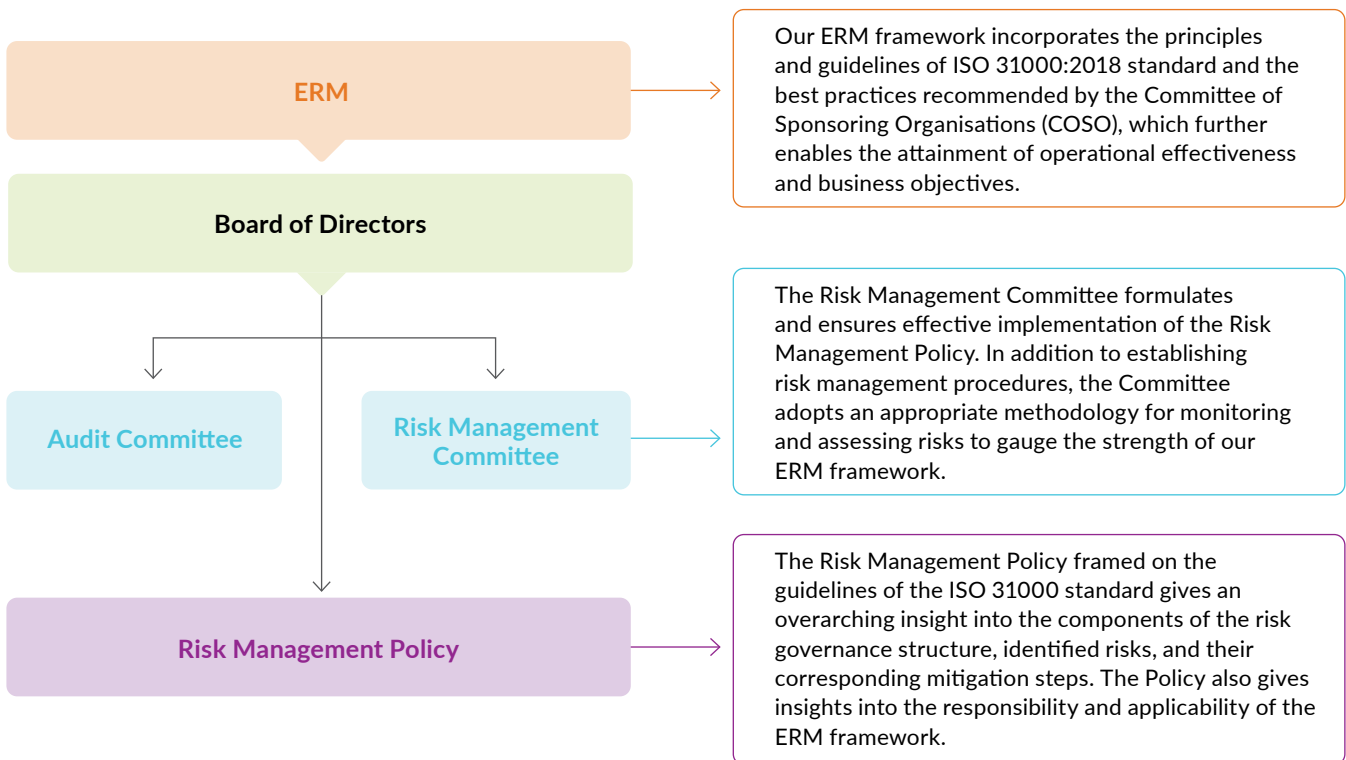 ERM
Our ERM framework incorporates the principles
and guidelines of ISO 31000:2018 standard and the
best practices recommended by the Committee of
Sponsoring Organisations (COSO), which further
enables the attainment of operational effectiveness
and business objectives.
Board of Directors
Audit Committee
Risk Management
Committee
The Risk Management Committee formulates
and ensures effective implementation of the Risk
Management Policy. In addition to establishing
risk management procedures, the Committee
adopts an appropriate methodology for monitoring
and assessing risks to gauge the strength of our
ERM framework.
Risk Management Policy
The Risk Management Policy framed on the
guidelines of the ISO 31000 standard gives an
overarching insight into the components of the risk
governance structure, identified risks, and their
corresponding mitigation steps. The Policy also gives
insights into the responsibility and applicability of the
ERM framework.